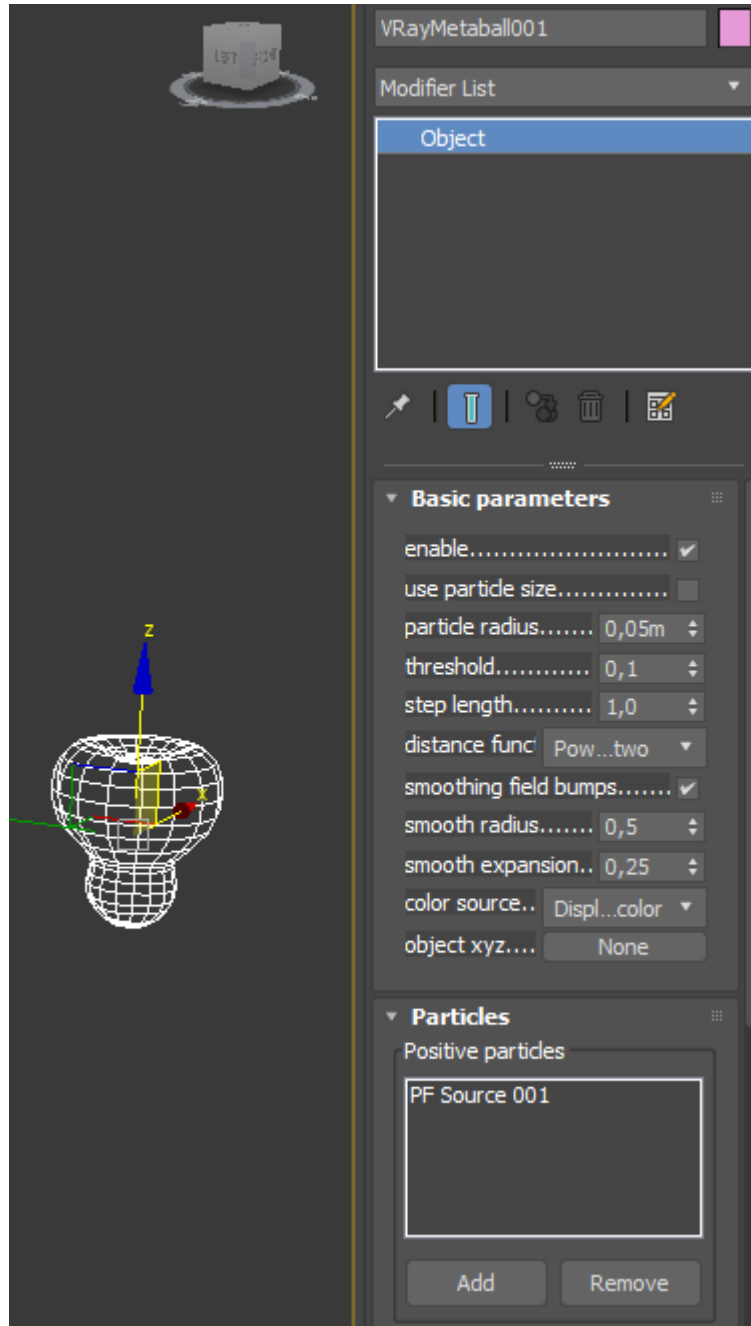 VRayMetaball001
Modifier List
Object
Basic parameters
enable.........................
use particle size..............
particle radius....... 0,05m
threshold............ 0,1
step length.......... 1,0
distance funct Pow...two
smoothing field bumps.......
smooth radius..... 0,5
smooth expansion.. 0,25
color source.. Displ...color
object xyz.... None
Particles
Positive particles
PF Source 001
Add Remove
z
x